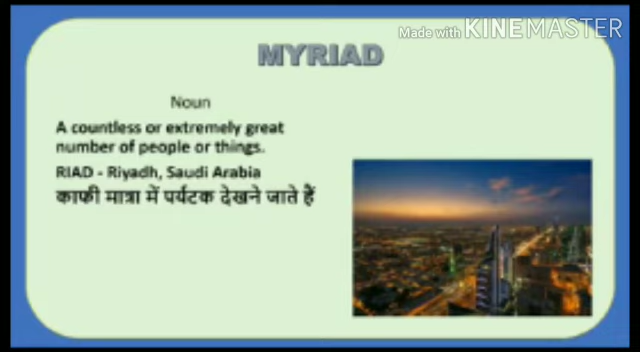 Made with KINEMASTER
MYRIAD
Noun
A countless or extremely great
number of people or things.
RIAD - Riyadh, Saudi Arabia
काफी मात्रा में पर्यटक देखने जाते हैं